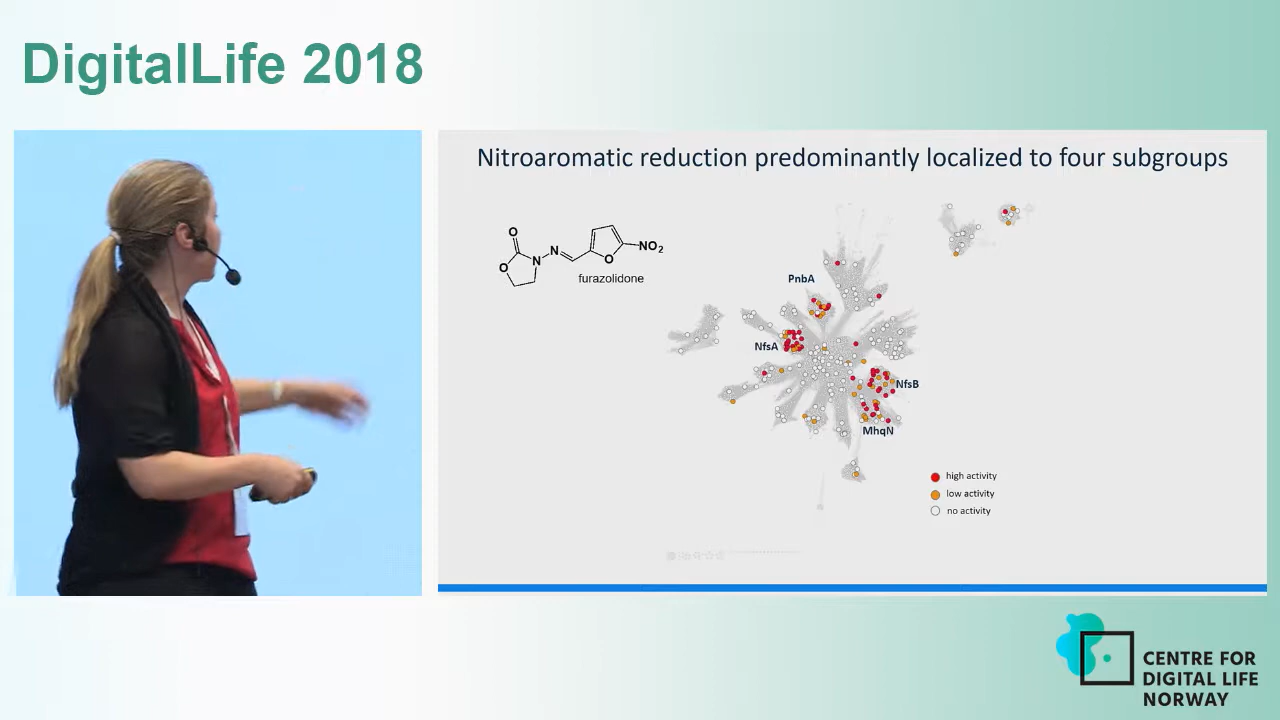 DigitalLife 2018
Nitroaromatic reduction predominantly localized to four subgroups
O
O
N
N
O
NO2
furazolidone
PnbA
NfsA
NfsB
MhqN
high activity
low activity
no activity
CENTRE FOR
DIGITAL LIFE
NORWAY